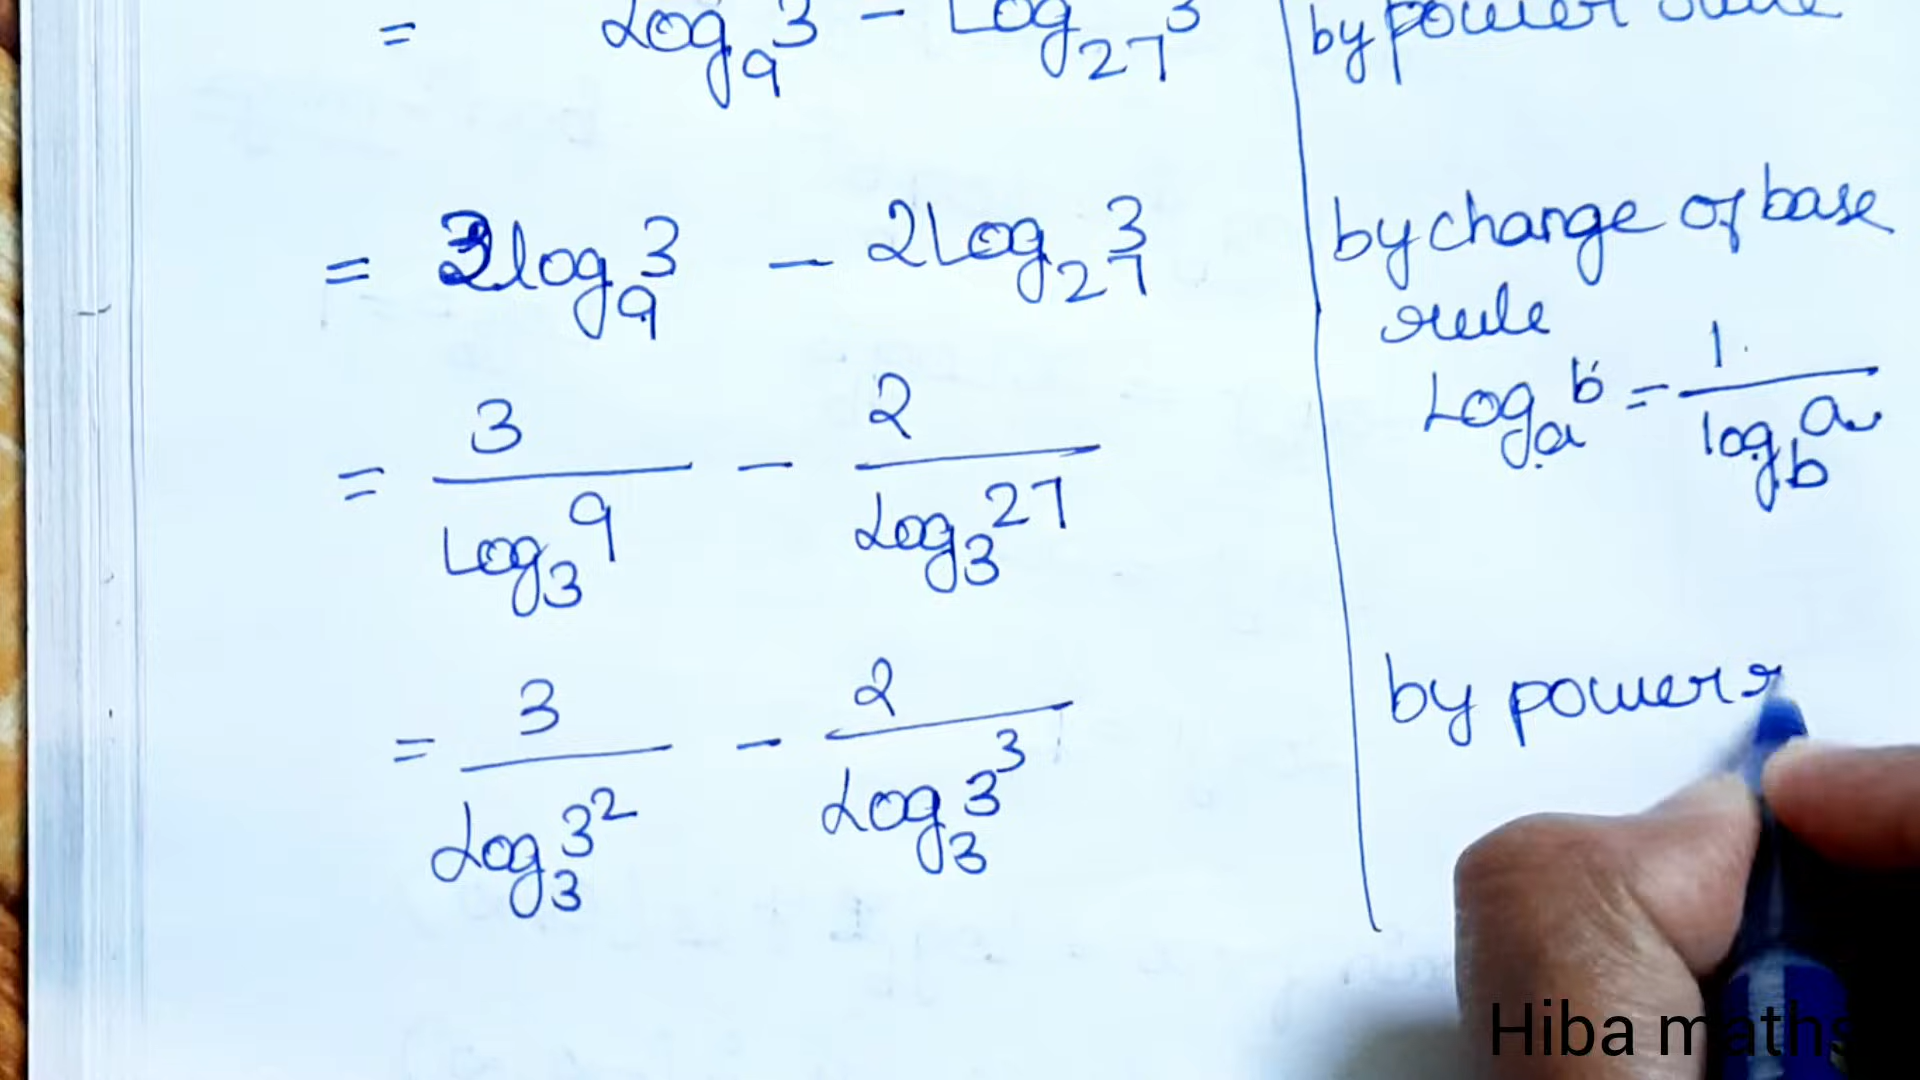 = Log₉3 − Log₂₇3 by power
= 3log₉3 − 2Log₂₇3 by change of base
rule
Logₐb = 1/log_b a
= 3/Log₃9 − 2/Log₃27
= 3/Log₃3² − 2/Log₃3³ by power r
Hiba maths